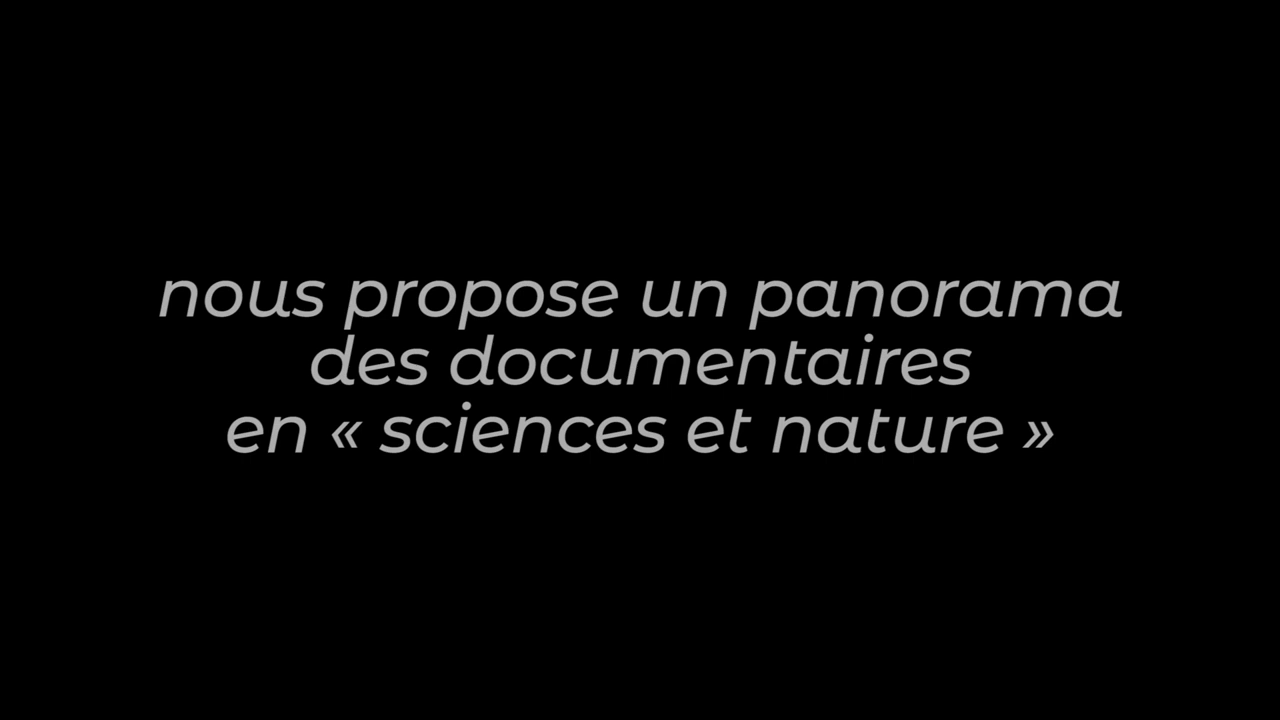 nous propose un panorama
des documentaires
en « sciences et nature »